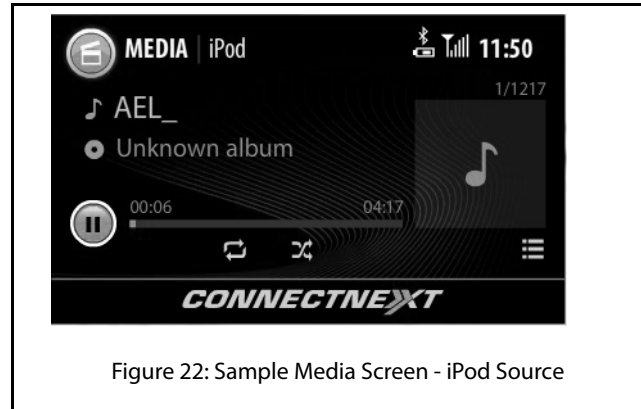 MEDIA | iPod 11:50
1/1217
AEL_
Unknown album
00:06 04:17
CONNECTNEXT
Figure 22: Sample Media Screen - iPod Source